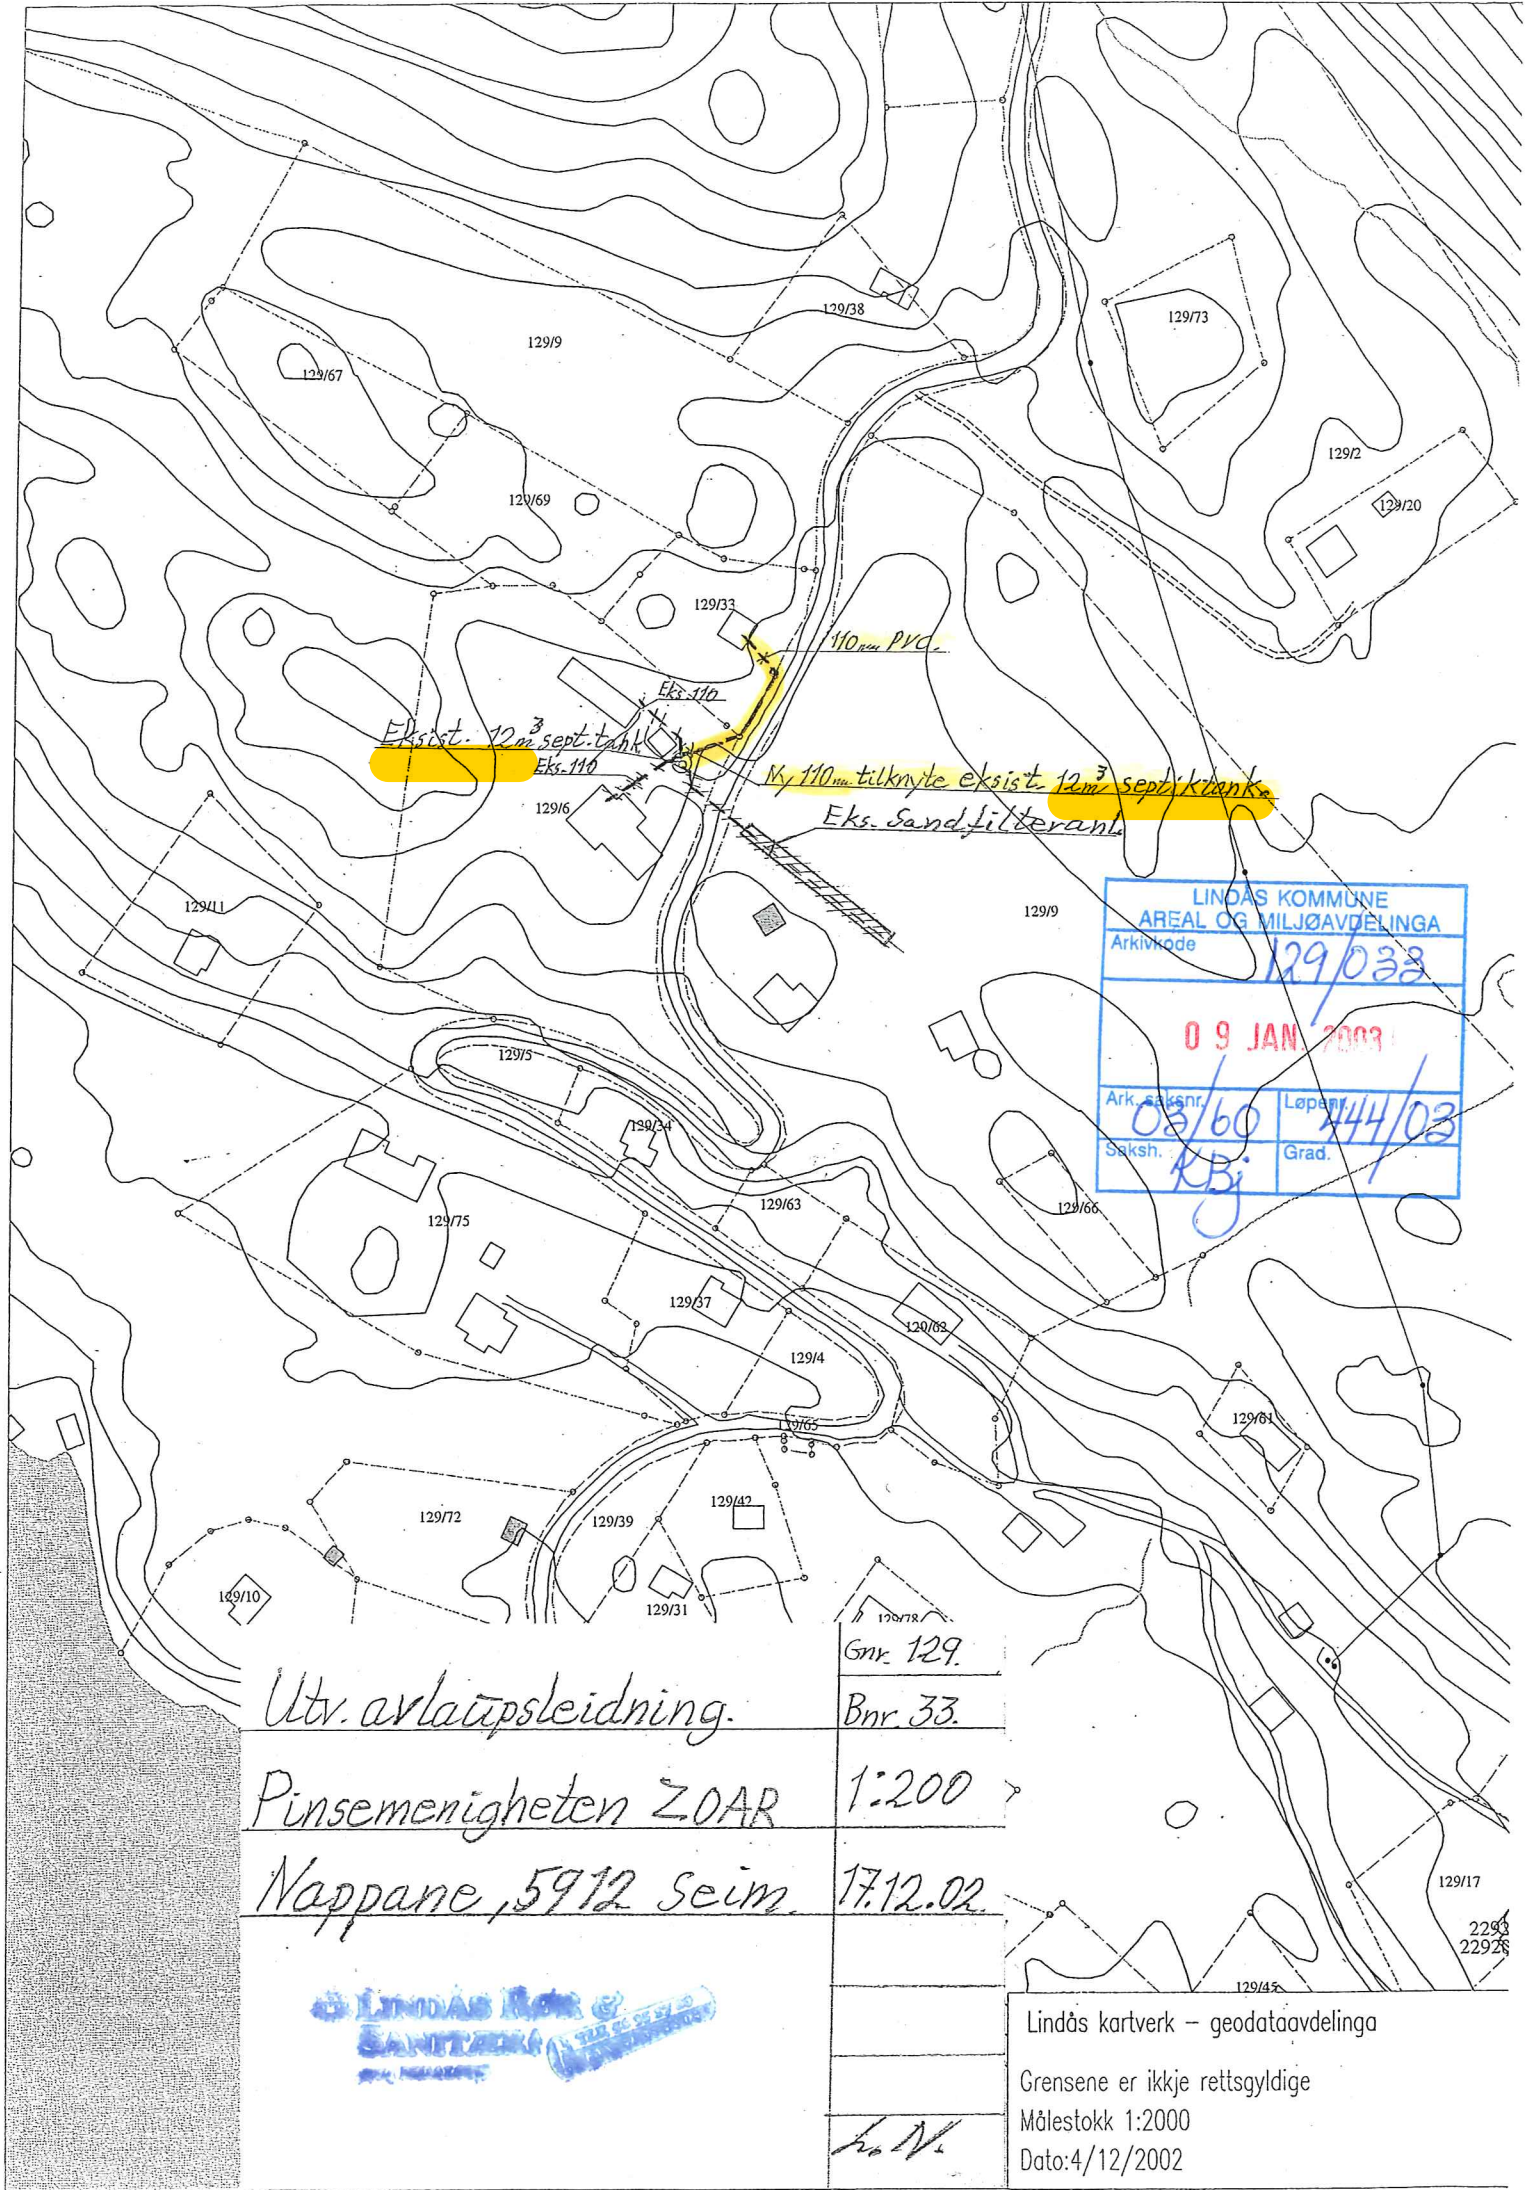 129/38
129/73
129/9
129/67
129/2
129/69
129/20
129/33
110mm PVC.
Eks-110
Eksist. 12m³ sept.tank
Eks-110
Ny 110mm tilknyte eksist. 12m³ septiktank.
129/6
Eks. Sandfilteranl.
129/11
129/9
LINDÅS KOMMUNE
AREAL OG MILJØAVDELINGA
Arkivkode
129/033
09 JAN. 2003
129/5
Ark. saksnr. 03/60
Løpenr. 444/03
129/34
Saksh. KBj
Grad.
129/63
129/66
129/75
129/37
129/62
129/4
129/61
129/65
129/42
129/72
129/39
129/10
129/31
129/78
Gnr. 129.
Utv. avlaupsleidning.
Bnr. 33.
Pinsemenigheten ZOAR
1:200
Nappane, 5912 Seim.
17.12.02.
129/17
2292
129/45
LINDÅS RØR &
Lindås kartverk – geodataavdelinga
Grensene er ikkje rettsgyldige
Målestokk 1:2000
Dato:4/12/2002
L. N.